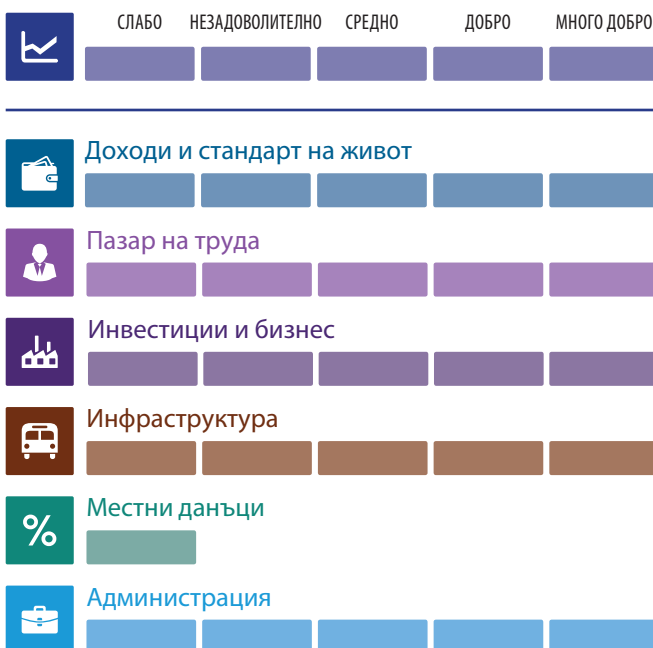 СЛАБО НЕЗАДОВОЛИТЕЛНО СРЕДНО ДОБРО МНОГО ДОБРО
Доходи и стандарт на живот
Пазар на труда
Инвестиции и бизнес
Инфраструктура
Местни данъци
%
Администрация